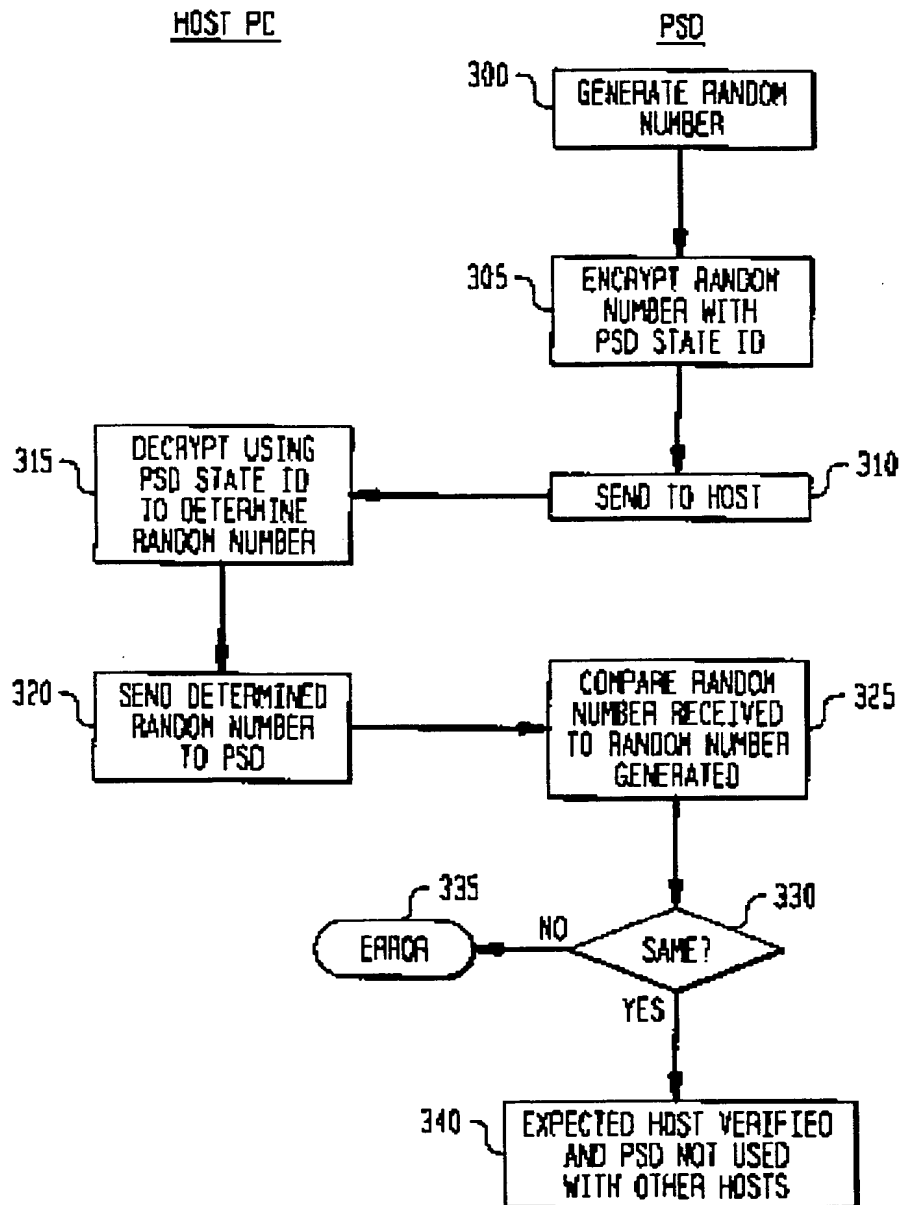 HOST PC
PSD
300
GENERATE RANDOM
NUMBER
305
ENCRYPT RANDOM
NUMBER WITH
PSD STATE ID
315
DECRYPT USING
PSD STATE ID
TO DETERMINE
RANDOM NUMBER
SEND TO HOST
310
320
SEND DETERMINED
RANDOM NUMBER
TO PSD
COMPARE RANDOM
NUMBER RECEIVED
TO RANDOM NUMBER
GENERATED
325
335
ERROR
NO
SAME?
330
YES
340
EXPECTED HOST VERIFIED
AND PSD NOT USED
WITH OTHER HOSTS